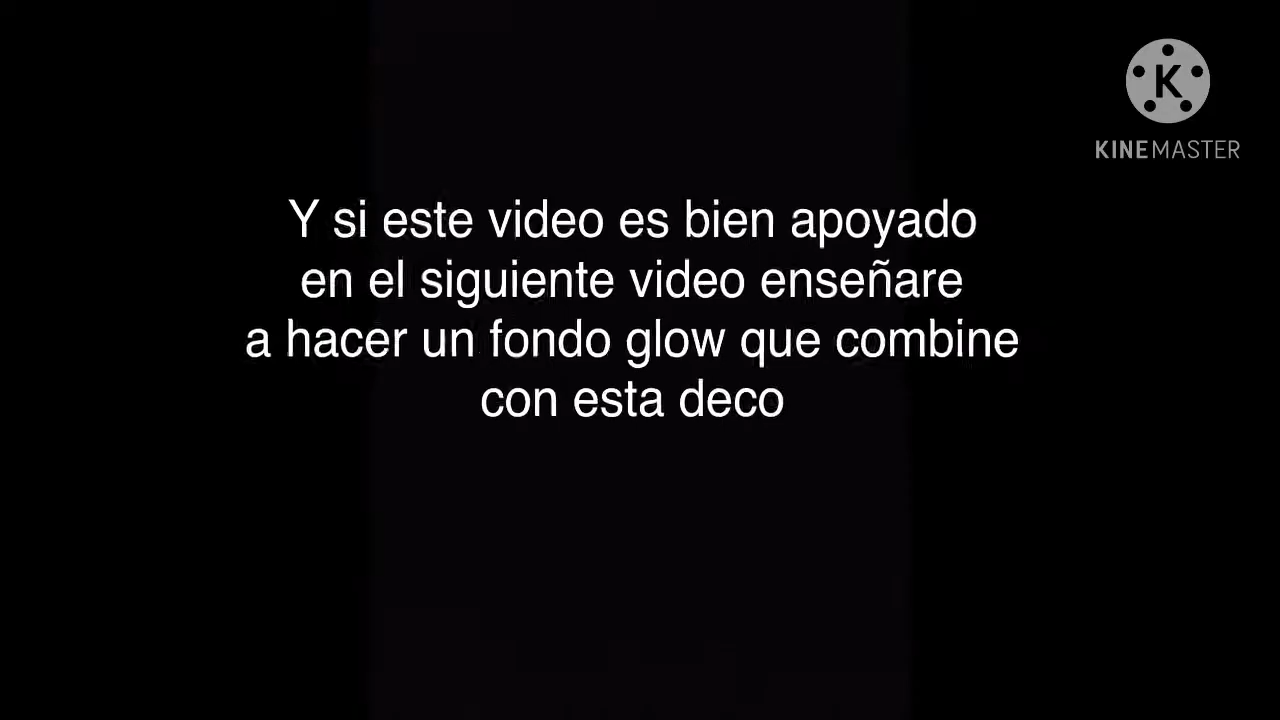 K
KINEMASTER
Y si este video es bien apoyado
en el siguiente video enseñare
a hacer un fondo glow que combine
con esta deco